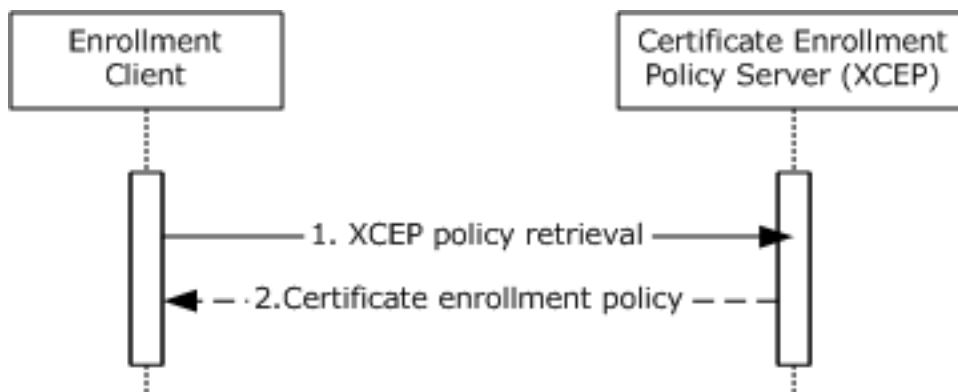 Enrollment
Client
Certificate Enrollment
Policy Server (XCEP)
1. XCEP policy retrieval
2.Certificate enrollment policy